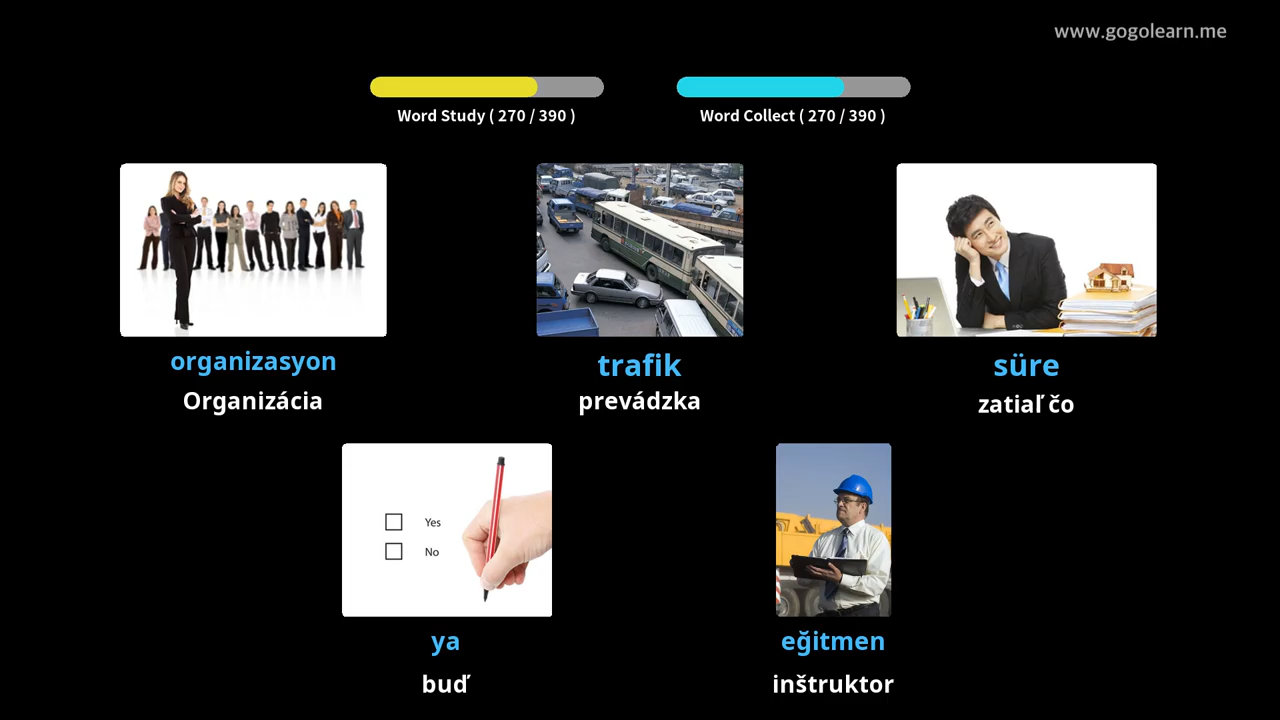 www.gogolearn.me
Word Study ( 270 / 390 )
Word Collect ( 270 / 390 )
organizasyon
Organizácia
trafik
prevádzka
süre
zatiaľ čo
Yes
No
ya
buď
eğitmen
inštruktor